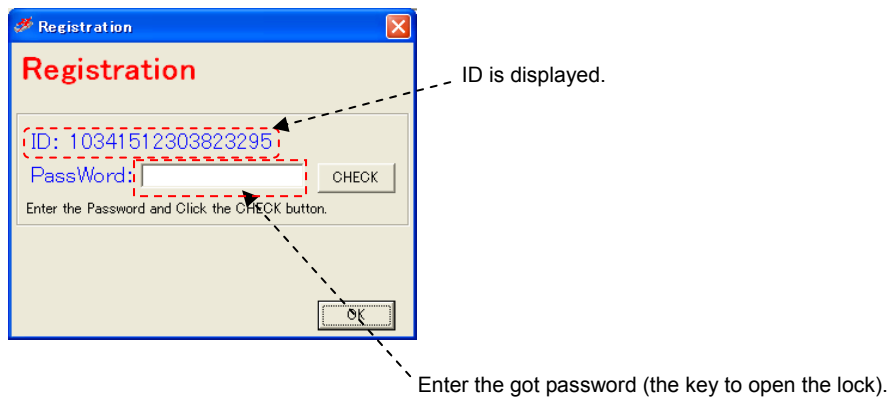 Registration
Registration
ID is displayed.
ID: 10341512303823295
PassWord:
CHECK
Enter the Password and Click the CHECK button.
OK
Enter the got password (the key to open the lock).